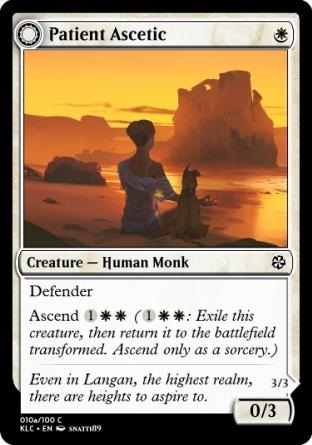 Patient Ascetic
Creature — Human Monk
Defender
Ascend 1 ( 1: Exile this
creature, then return it to the battlefield
transformed. Ascend only as a sorcery.)
Even in Langan, the highest realm,
there are heights to aspire to.
3/3
0/3
010a/100 C
KLC • EN SNATTI89